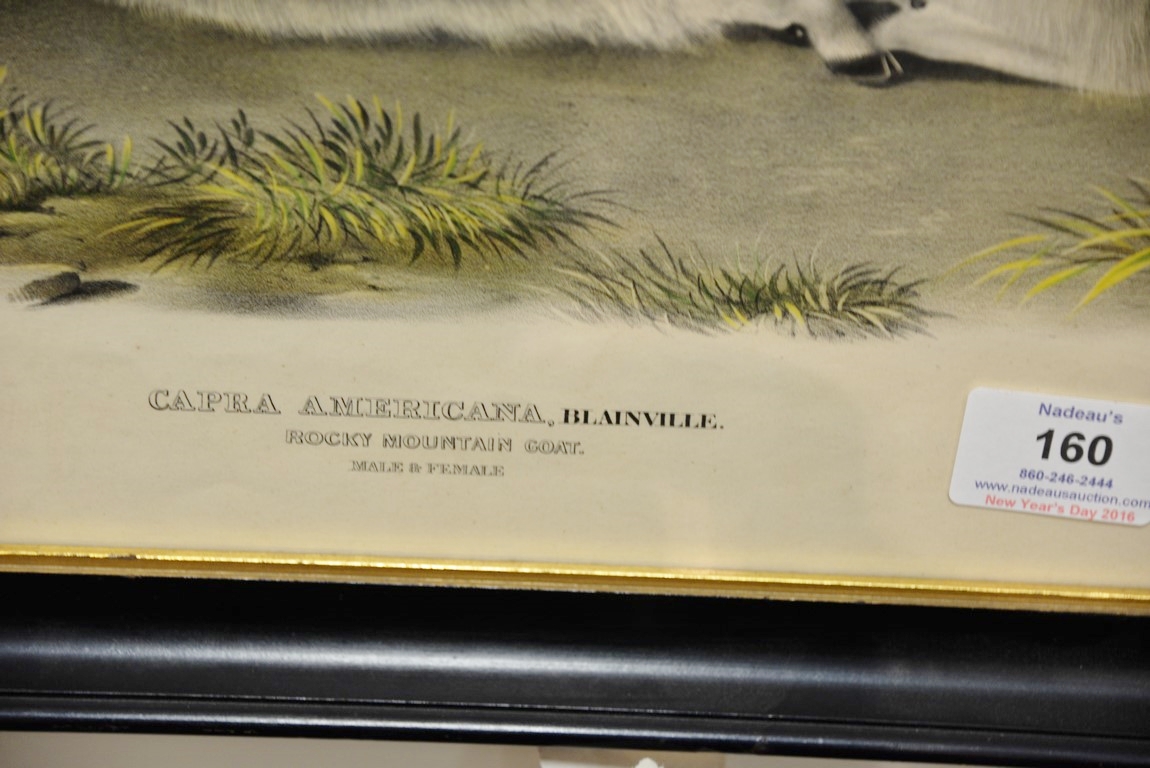 CAPRA AMERICANA, BLAINVILLE.
ROCKY MOUNTAIN GOAT.
MALE & FEMALE
Nadeau's
160
860-246-2444
www.nadeausauction.com
New Year's Day 2016